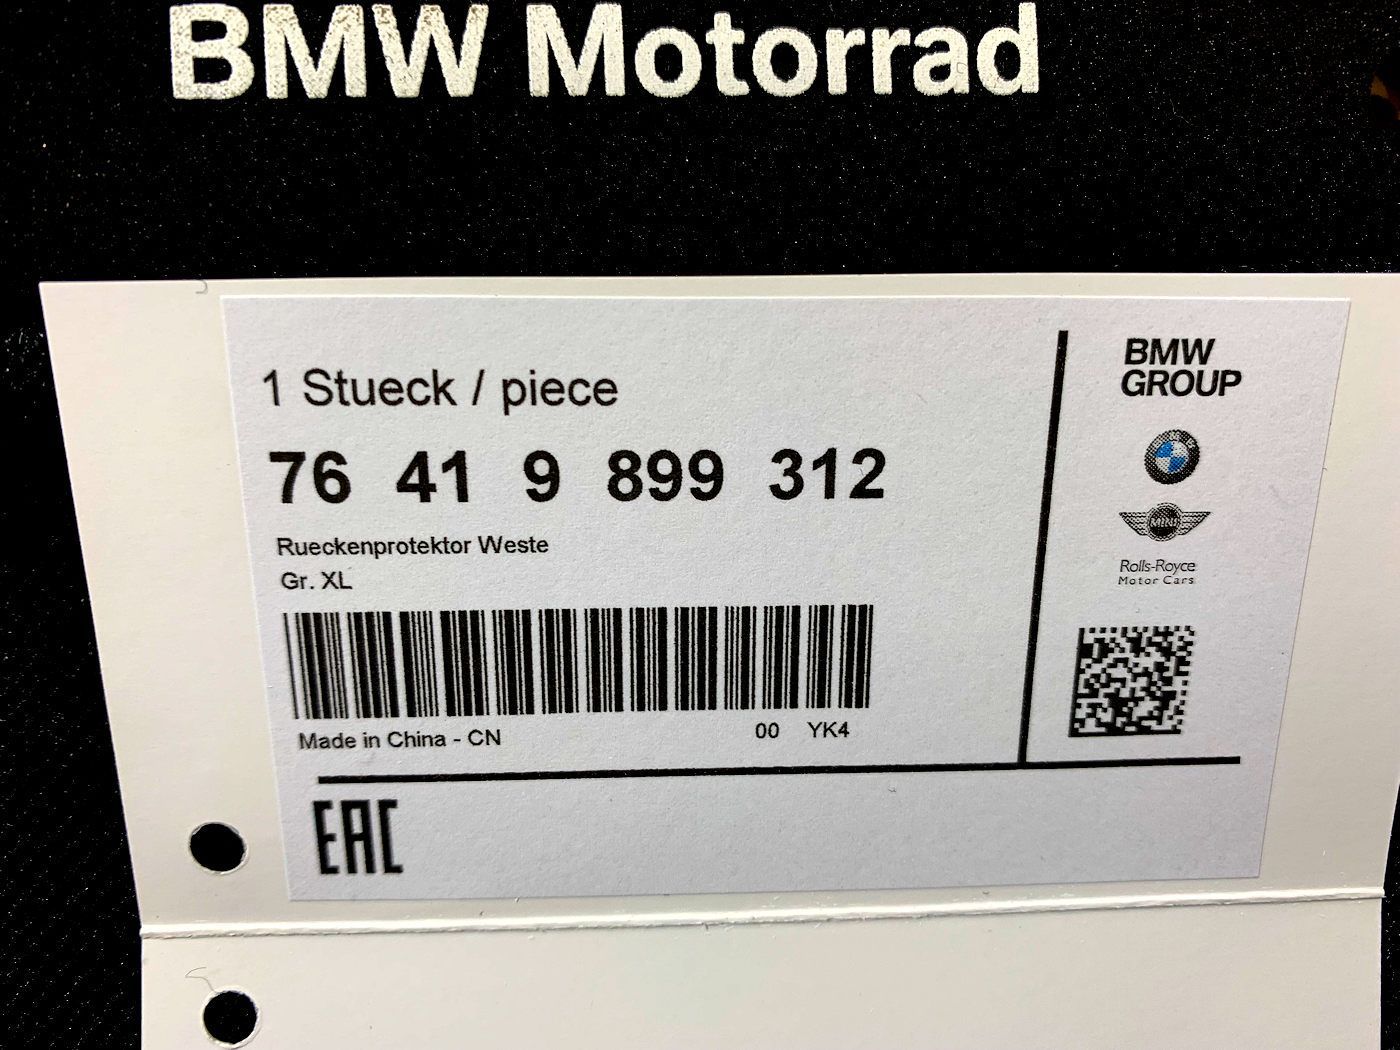 BMW Motorrad
1 Stueck / piece
76 41 9 899 312
Rueckenprotektor Weste
Gr. XL
Made in China - CN 00 YK4
EAC
BMW
GROUP
MINI
Rolls-Royce
Motor Cars